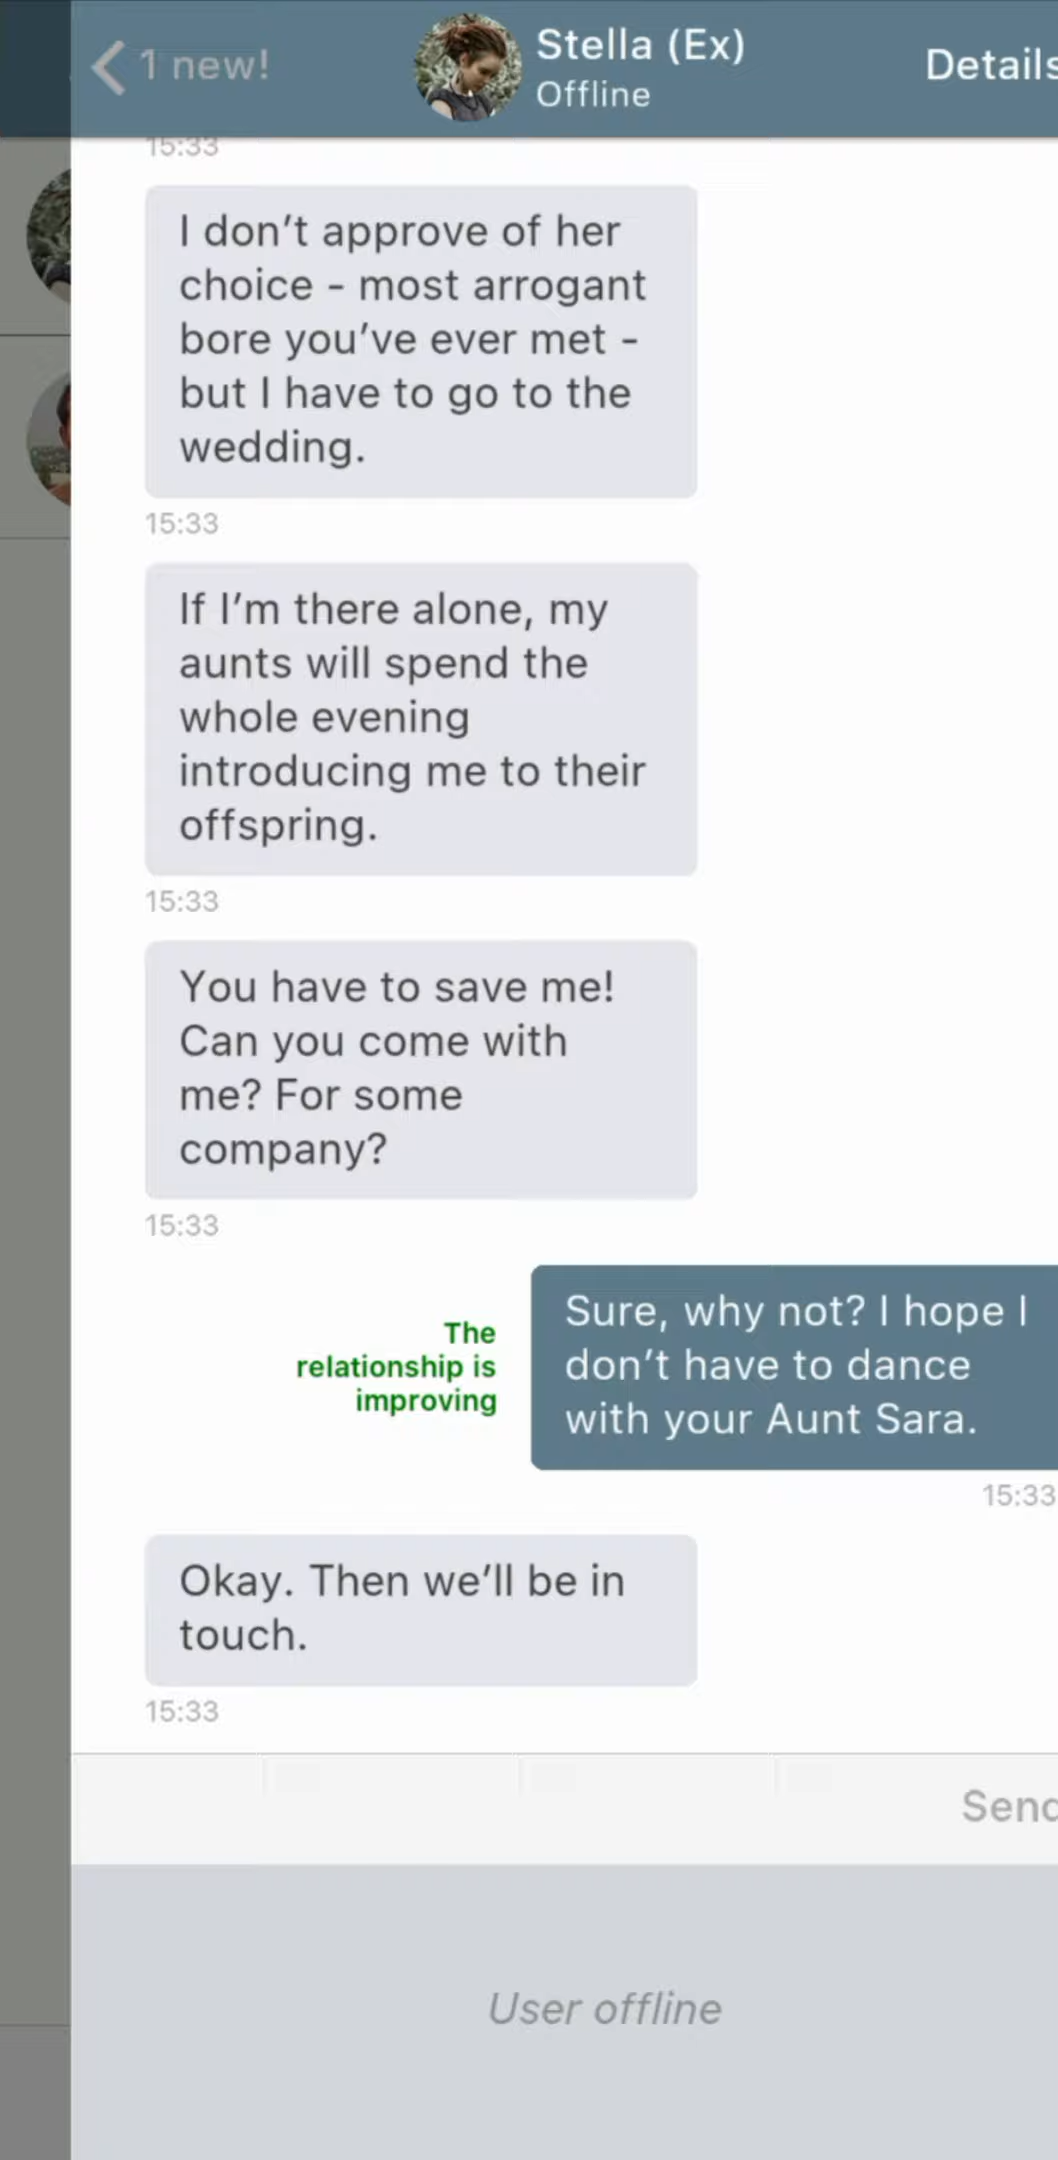 1 new!
Stella (Ex)
Offline
Details
15:33
I don’t approve of her
choice - most arrogant
bore you’ve ever met -
but I have to go to the
wedding.
15:33
If I’m there alone, my
aunts will spend the
whole evening
introducing me to their
offspring.
15:33
You have to save me!
Can you come with
me? For some
company?
15:33
The
relationship is
improving
Sure, why not? I hope I
don’t have to dance
with your Aunt Sara.
15:33
Okay. Then we’ll be in
touch.
15:33
Send
User offline